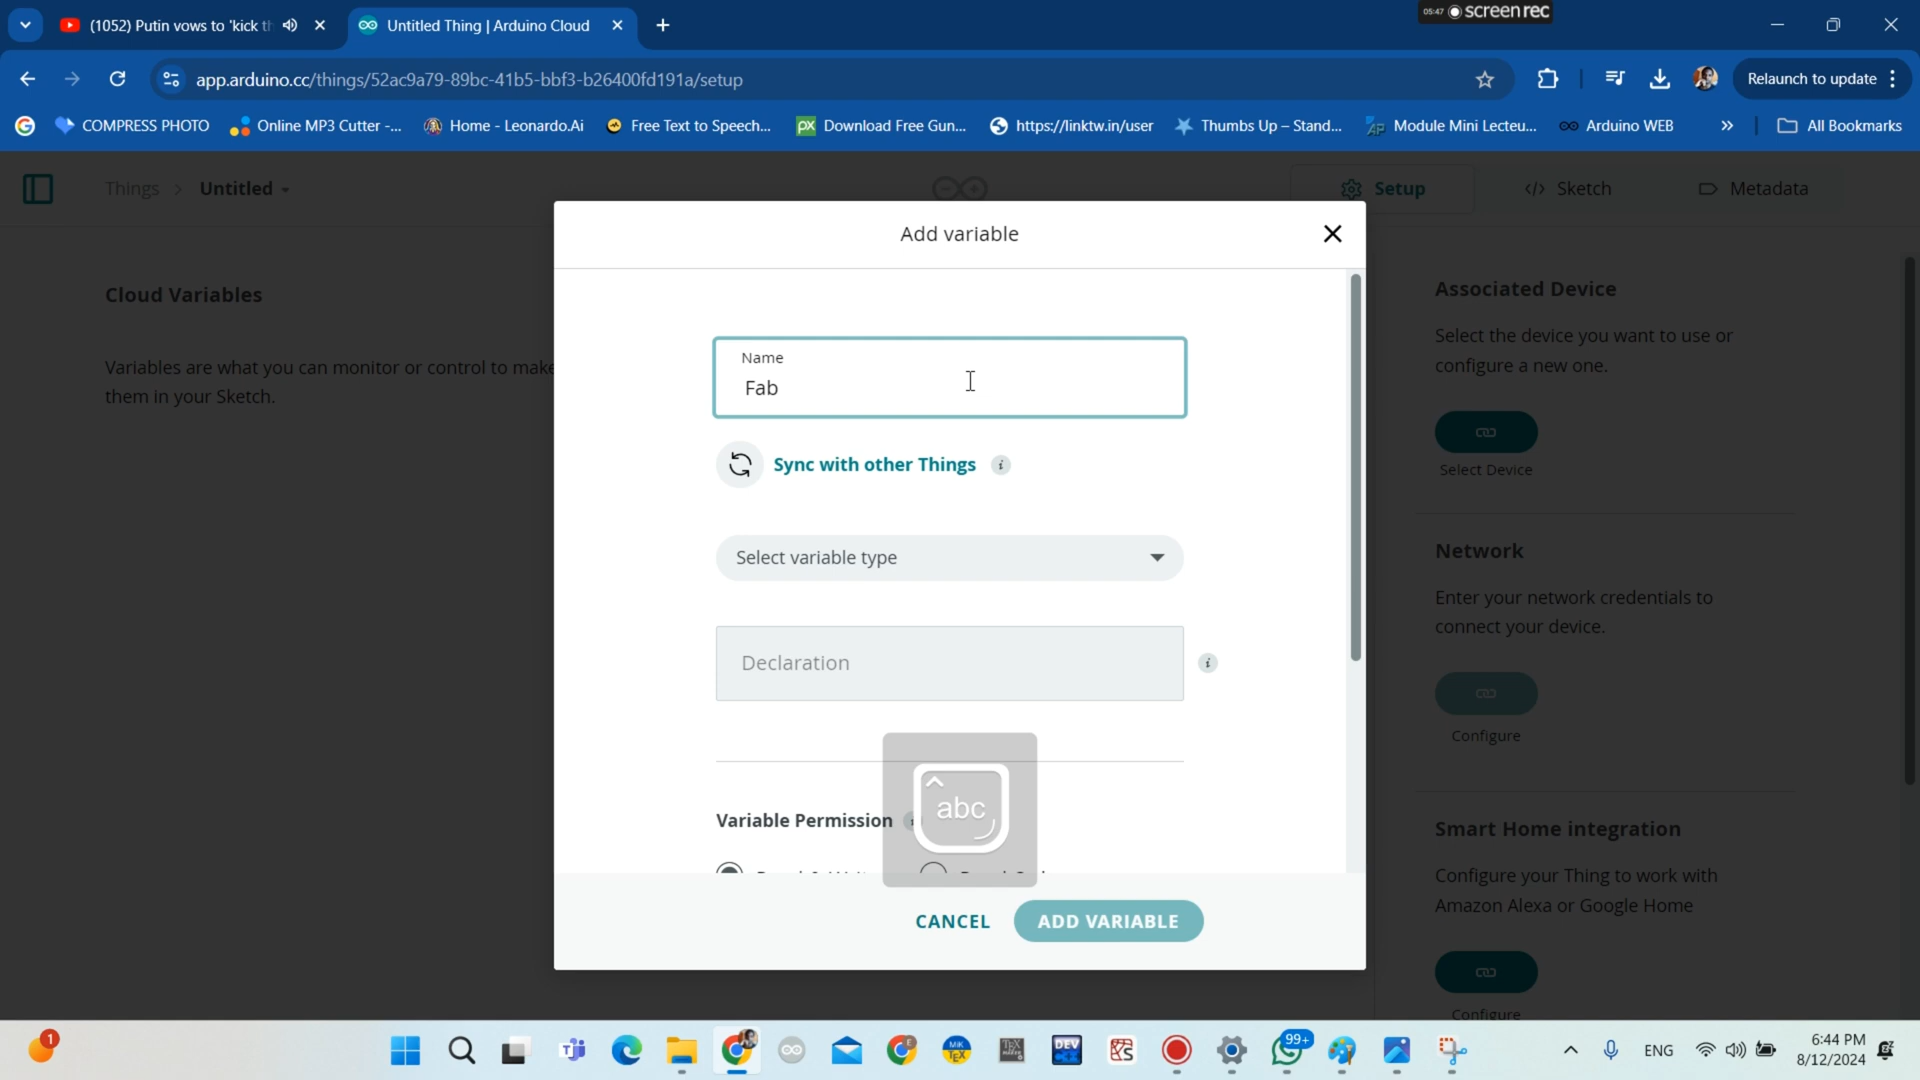 05:47 screenrec
(1052) Putin vows to 'kick th
Untitled Thing | Arduino Cloud
app.arduino.cc/things/52ac9a79-89bc-41b5-bbf3-b26400fd191a/setup
Relaunch to update
COMPRESS PHOTO
Online MP3 Cutter -...
Home - Leonardo.Ai
Free Text to Speech...
Download Free Gun...
https://linktw.in/user
Thumbs Up – Stand...
Module Mini Lecteu...
Arduino WEB
All Bookmarks
Things > Untitled
Setup
</> Sketch
Metadata
Add variable
Cloud Variables
Variables are what you can monitor or control to make
them in your Sketch.
Name
Fab
Sync with other Things
Select variable type
Declaration
abc
Variable Permission
CANCEL
ADD VARIABLE
Associated Device
Select the device you want to use or
configure a new one.
Select Device
Network
Enter your network credentials to
connect your device.
Configure
Smart Home integration
Configure your Thing to work with
Amazon Alexa or Google Home
Configure
1
99+
ENG
6:44 PM
8/12/2024